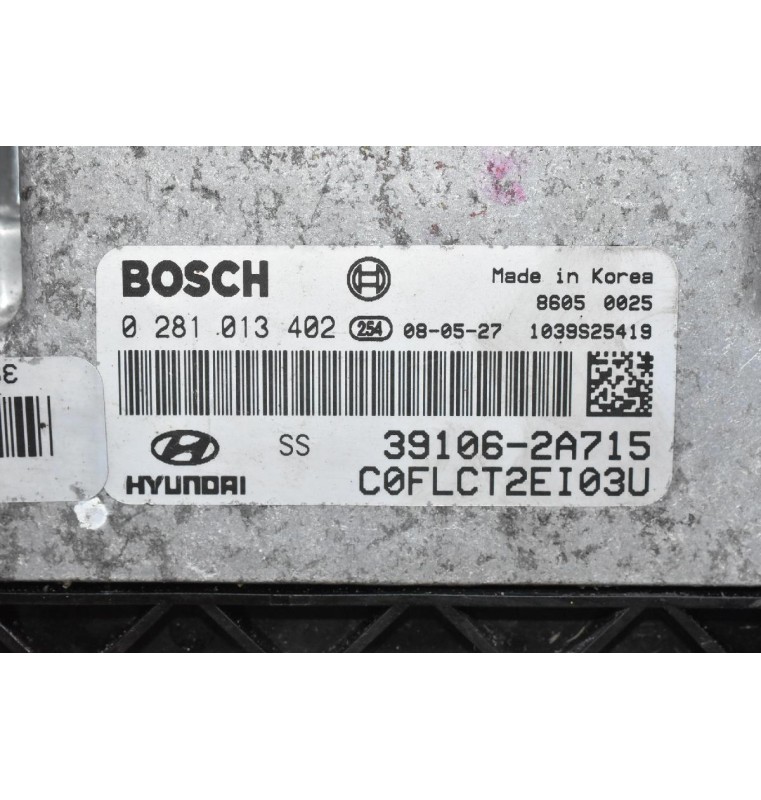 BOSCH Made in Korea
8605 0025
0 281 013 402 254 08-05-27 1039S25419
SS 39106-2A715
HYUNDAI C0FLCT2EI03U